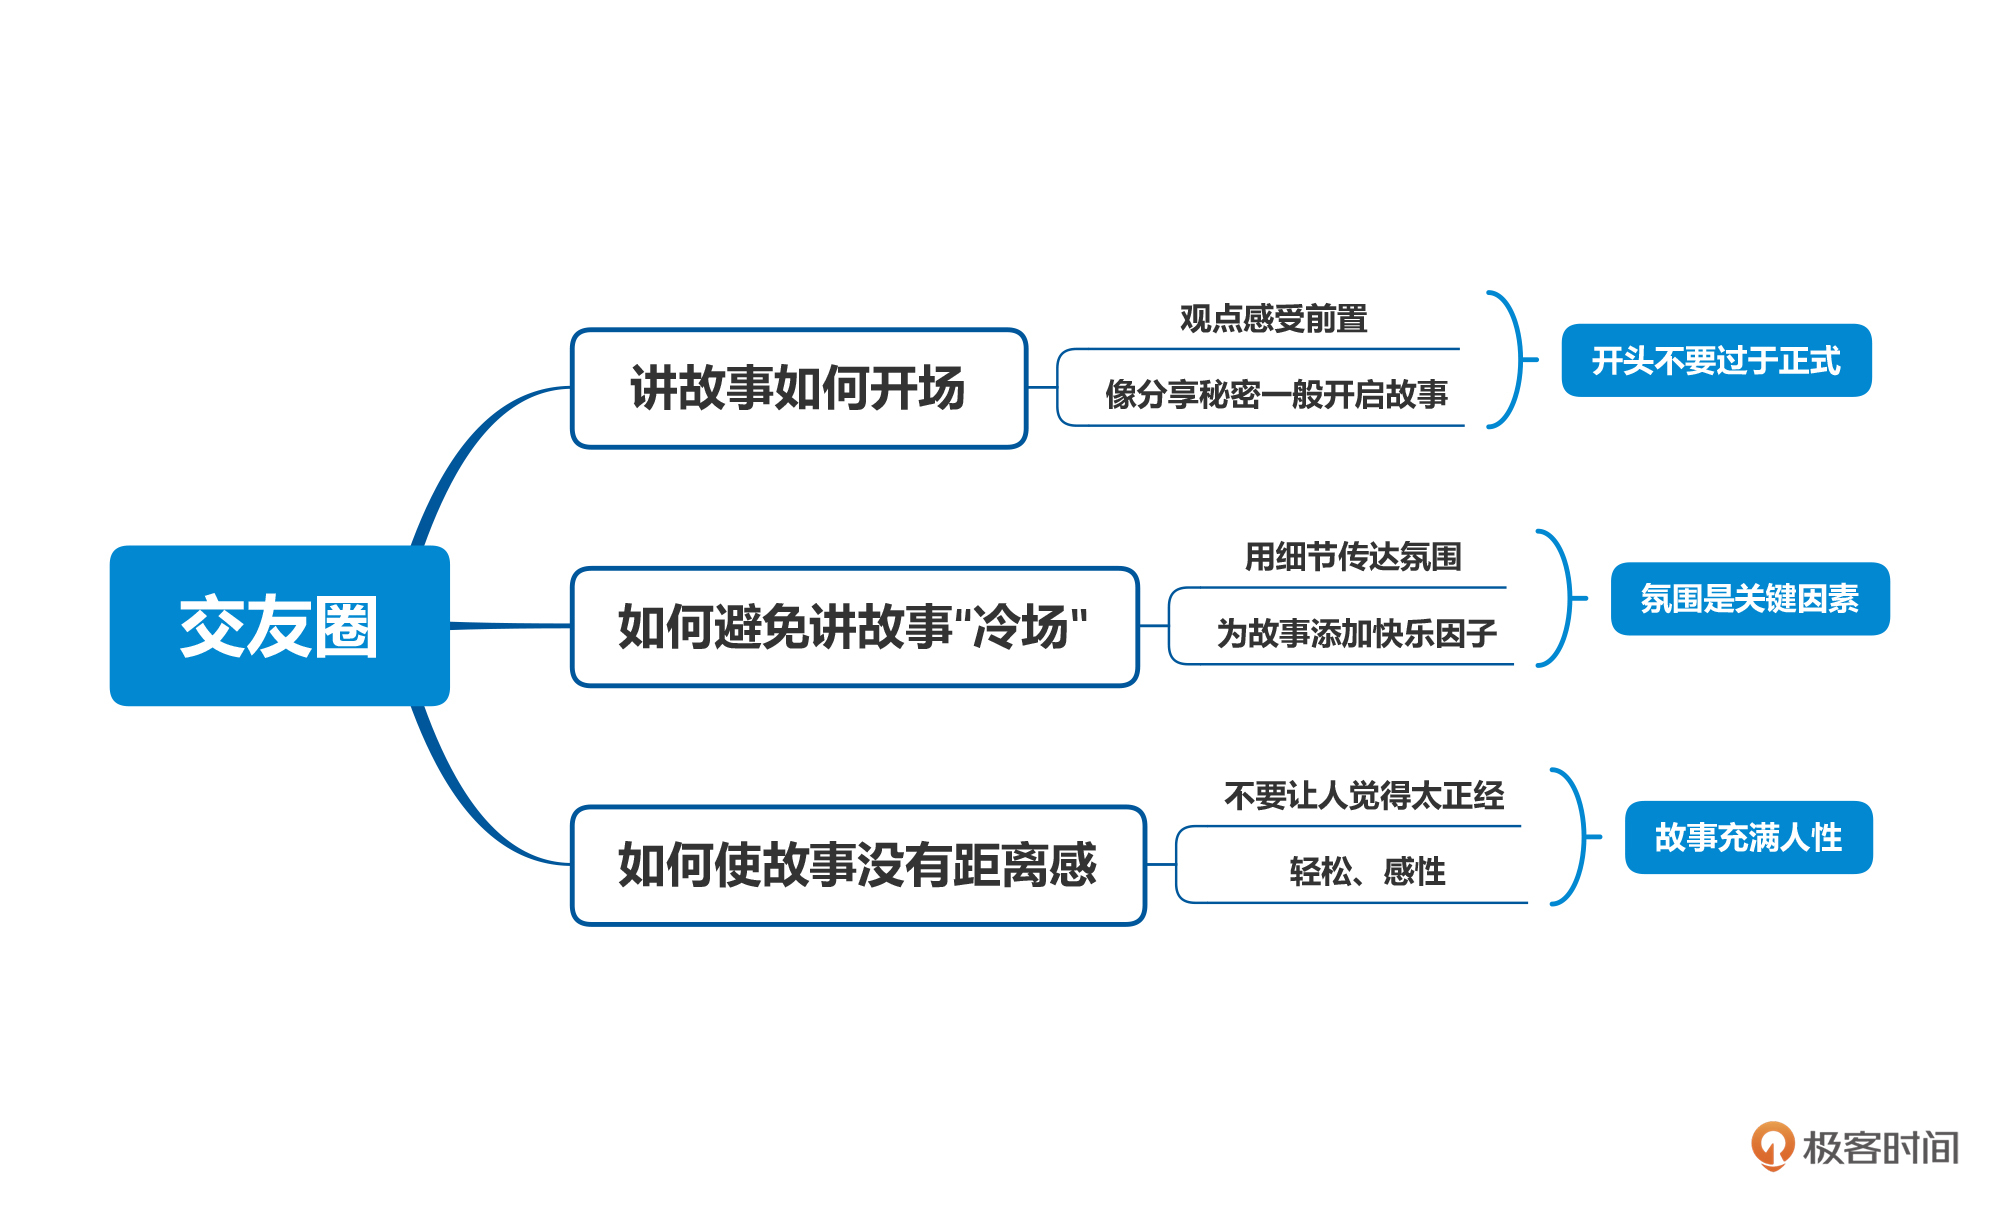 交友圈
讲故事如何开场
观点感受前置
像分享秘密一般开启故事
开头不要过于正式
如何避免讲故事"冷场"
用细节传达氛围
为故事添加快乐因子
氛围是关键因素
如何使故事没有距离感
不要让人觉得太正经
轻松、感性
故事充满人性
极客时间